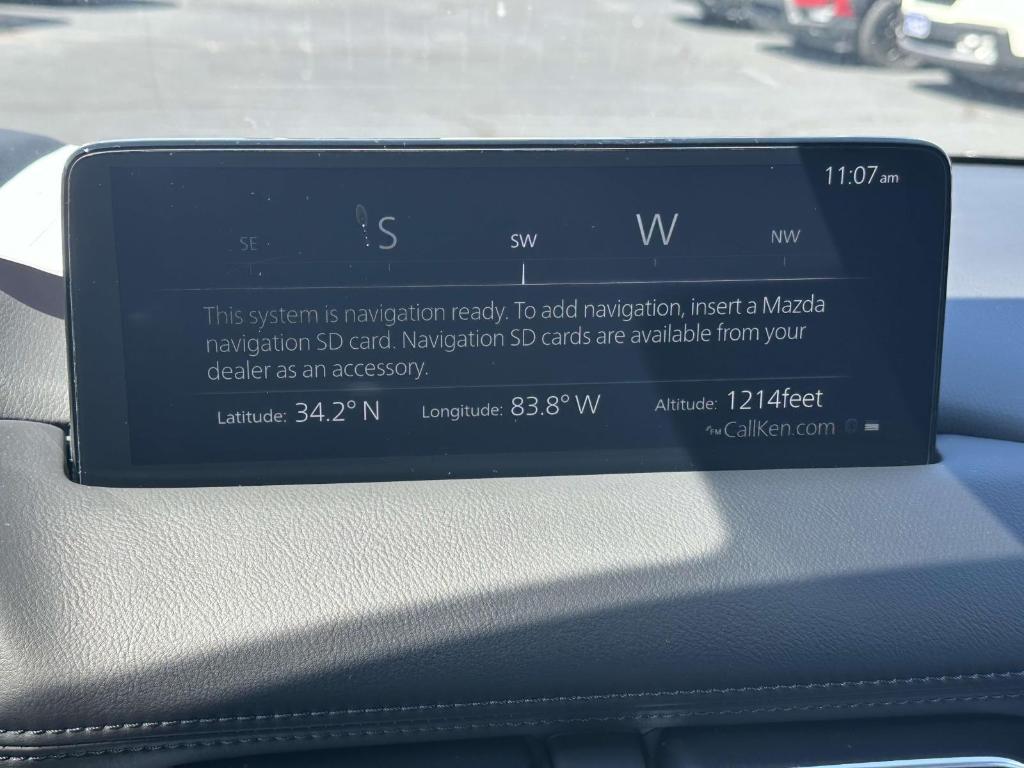 11:07am
SE S SW W NW
This system is navigation ready. To add navigation, insert a Mazda
navigation SD card. Navigation SD cards are available from your
dealer as an accessory.
Latitude: 34.2° N Longitude: 83.8° W Altitude: 1214feet
FM CallKen.com